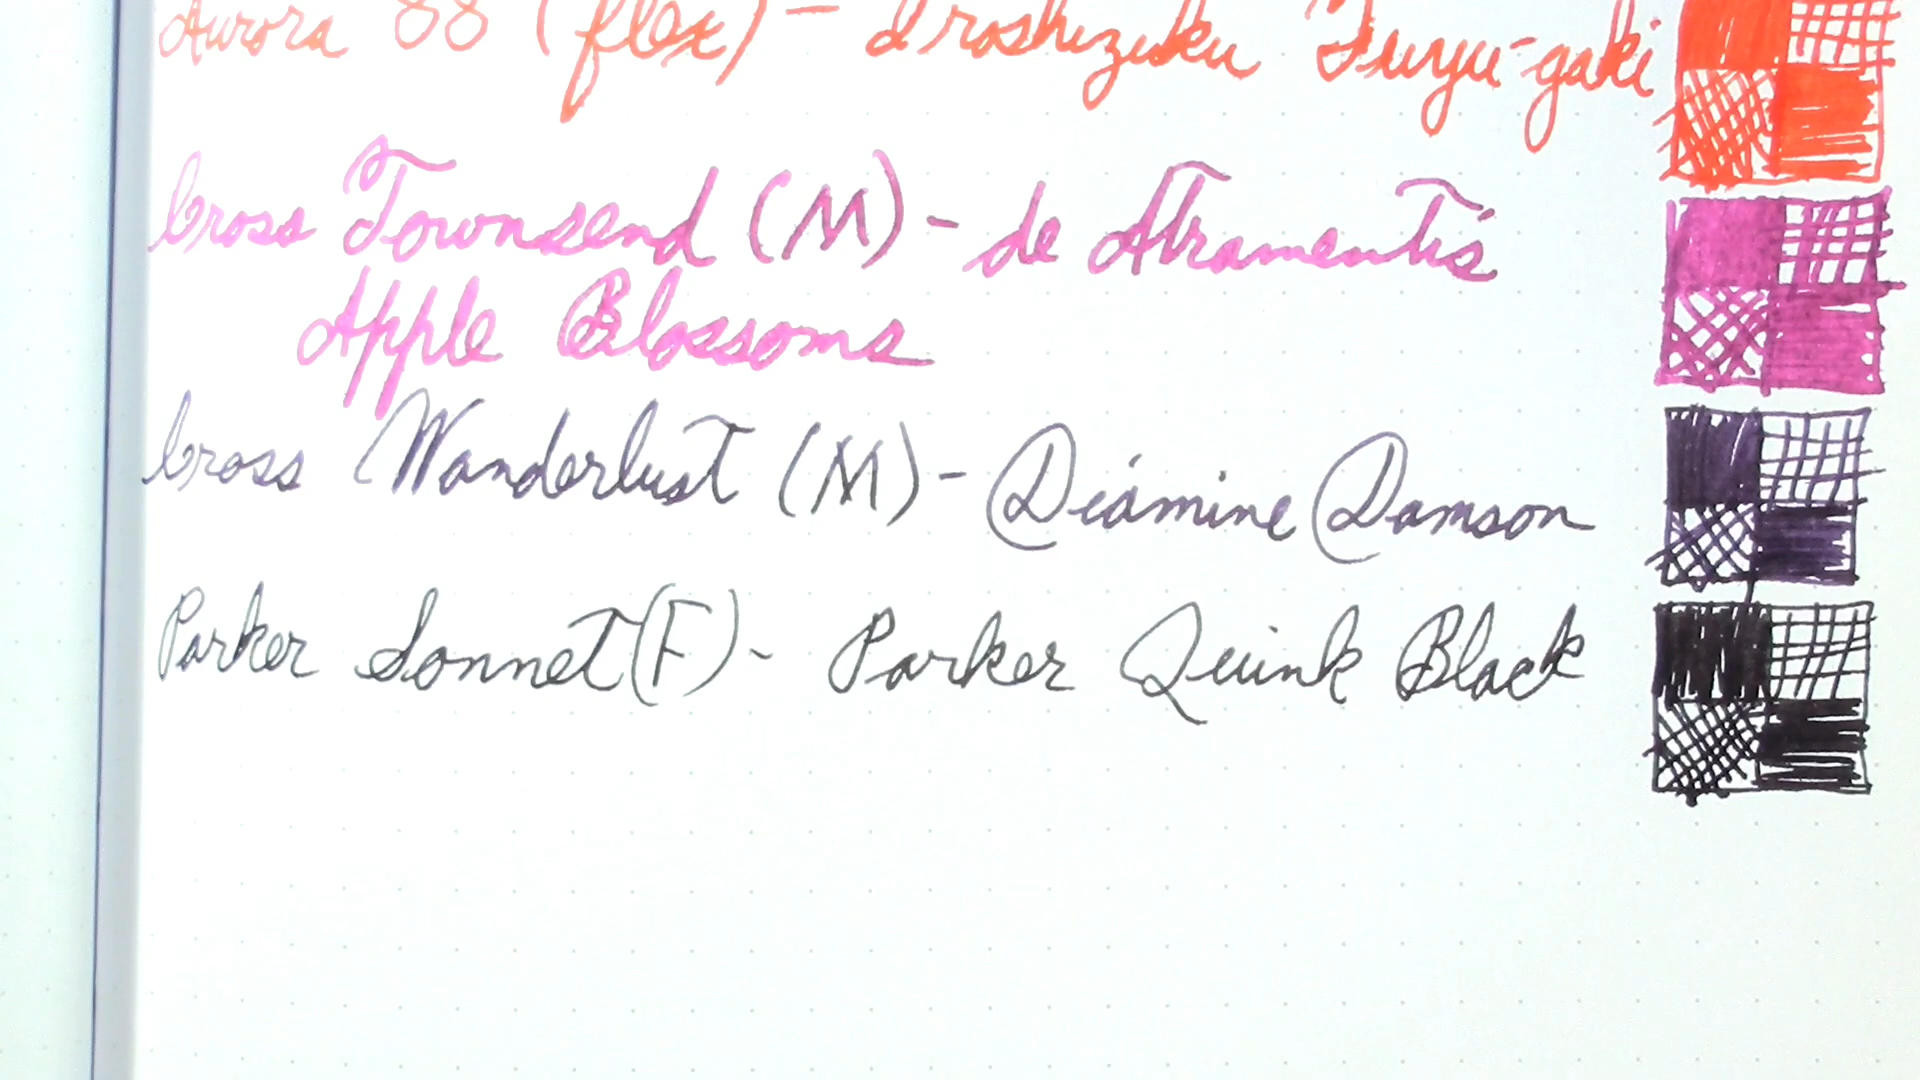 Aurora 88 (flex) - Iroshizuku Fuyu-gaki
Cross Townsend (M) - de Atramentis
Apple Blossoms
Cross Wanderlust (M) - Diamine Damson
Parker Sonnet (F) - Parker Quink Black